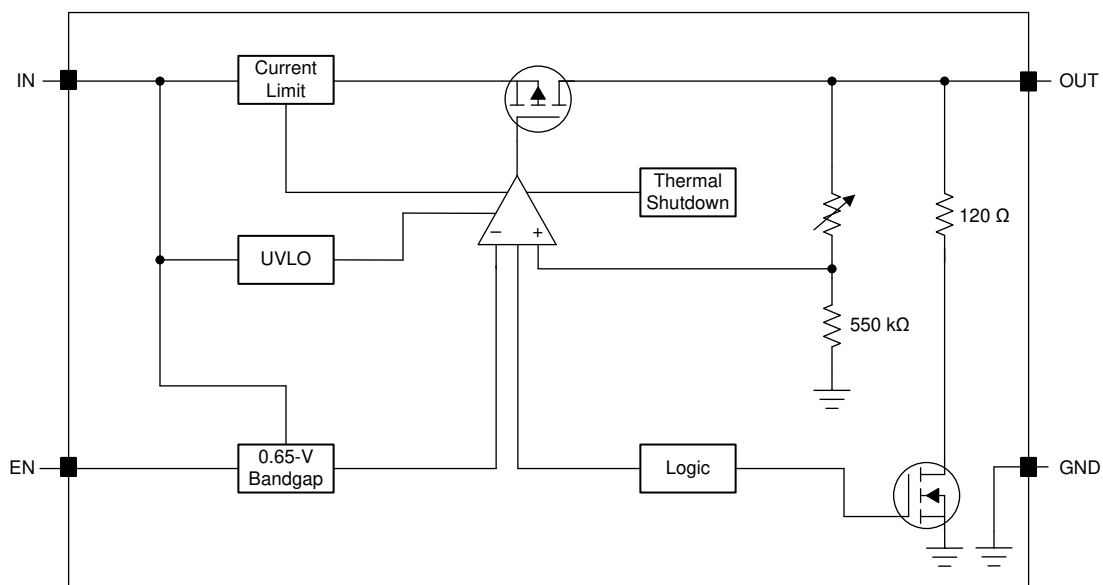 IN
Current
Limit
OUT
Thermal
Shutdown
120 Ω
− +
UVLO
550 kΩ
EN
0.65-V
Bandgap
Logic
GND